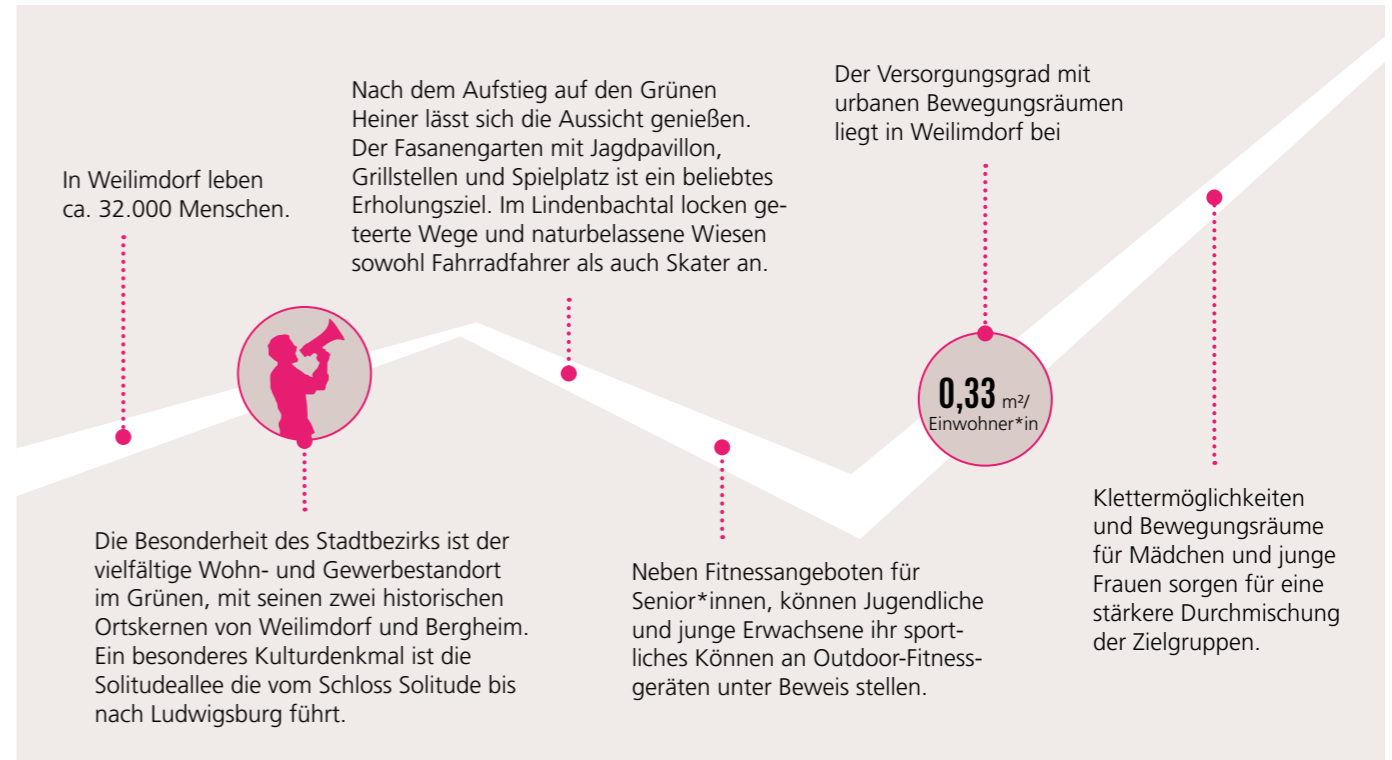 In Weilimdorf leben
ca. 32.000 Menschen.
Die Besonderheit des Stadtbezirks ist der
vielfältige Wohn- und Gewerbestandort
im Grünen, mit seinen zwei historischen
Ortskernen von Weilimdorf und Bergheim.
Ein besonderes Kulturdenkmal ist die
Solitudeallee die vom Schloss Solitude bis
nach Ludwigsburg führt.
Nach dem Aufstieg auf den Grünen
Heiner lässt sich die Aussicht genießen.
Der Fasanengarten mit Jagdpavillon,
Grillstellen und Spielplatz ist ein beliebtes
Erholungsziel. Im Lindenbachtal locken ge-
teerte Wege und naturbelassene Wiesen
sowohl Fahrradfahrer als auch Skater an.
Neben Fitnessangeboten für
Senior*innen, können Jugendliche
und junge Erwachsene ihr sport-
liches Können an Outdoor-Fitness-
geräten unter Beweis stellen.
Der Versorgungsgrad mit
urbanen Bewegungsräumen
liegt in Weilimdorf bei
0,33 m²/
Einwohner*in
Klettermöglichkeiten
und Bewegungsräume
für Mädchen und junge
Frauen sorgen für eine
stärkere Durchmischung
der Zielgruppen.